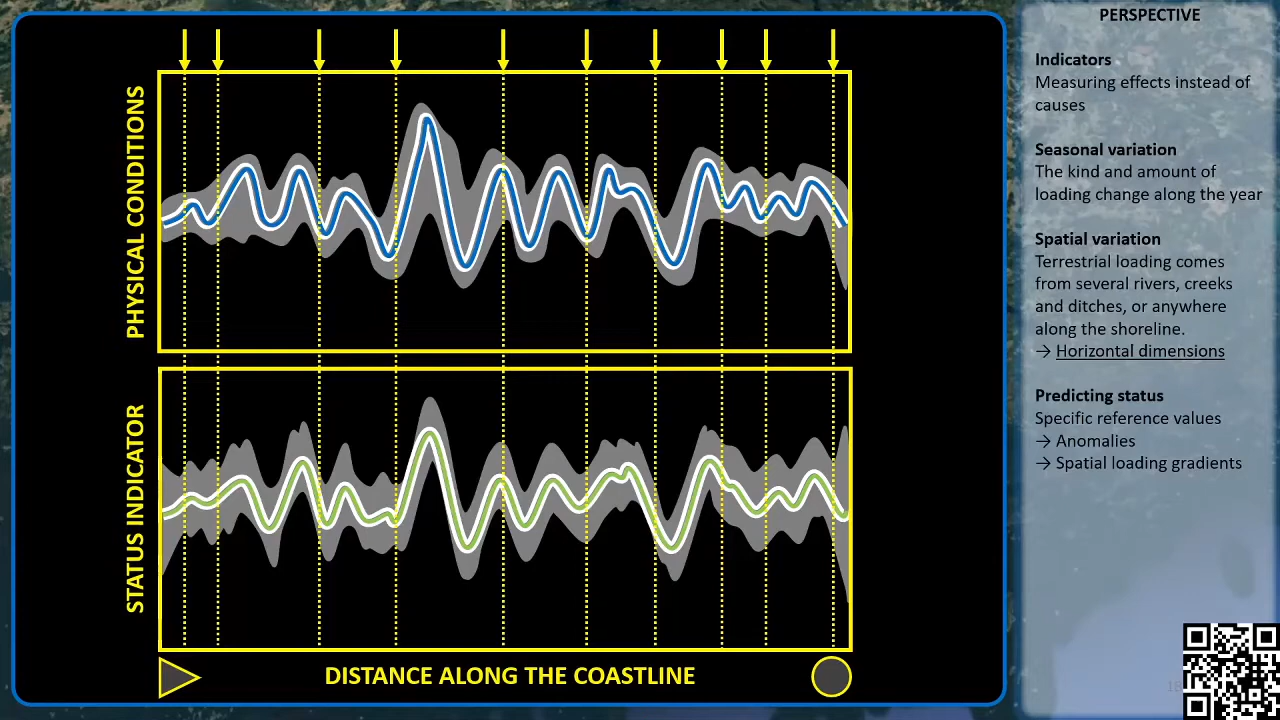 PHYSICAL CONDITIONS
STATUS INDICATOR
DISTANCE ALONG THE COASTLINE
PERSPECTIVE
Indicators
Measuring effects instead of
causes
Seasonal variation
The kind and amount of
loading change along the year
Spatial variation
Terrestrial loading comes
from several rivers, creeks
and ditches, or anywhere
along the shoreline.
→ Horizontal dimensions
Predicting status
Specific reference values
→ Anomalies
→ Spatial loading gradients